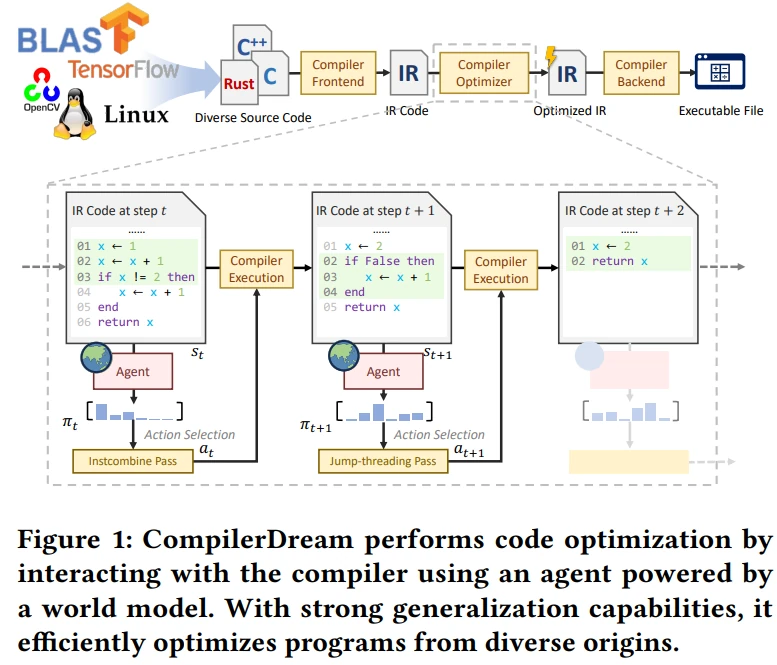 BLAS
TensorFlow
OpenCV
Linux
C++
Rust
C
Diverse Source Code
Compiler
Frontend
IR
IR Code
Compiler
Optimizer
IR
Optimized IR
Compiler
Backend
Executable File
IR Code at step t
......
01 x ← 1
02 x ← x + 1
03 if x != 2 then
04 x ← x + 1
05 end
06 return x
Compiler
Execution
IR Code at step t + 1
......
01 x ← 2
02 if False then
03 x ← x + 1
04 end
05 return x
Compiler
Execution
IR Code at step t + 2
......
01 x ← 2
02 return x
s_t
Agent
π_t
Action Selection
a_t
Instcombine Pass
s_{t+1}
Agent
π_{t+1}
Action Selection
a_{t+1}
Jump-threading Pass
Figure 1: CompilerDream performs code optimization by
interacting with the compiler using an agent powered by
a world model. With strong generalization capabilities, it
efficiently optimizes programs from diverse origins.